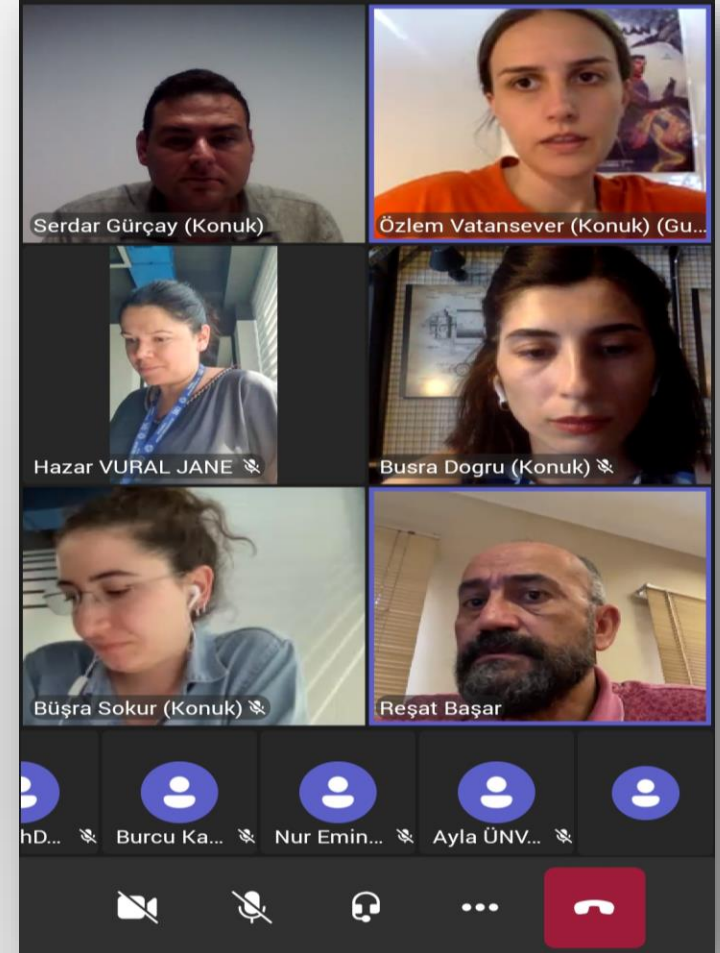 Serdar Gürçay (Konuk)
Özlem Vatansever (Konuk) (Gu...
Hazar VURAL JANE
Busra Dogru (Konuk)
Büşra Sokur (Konuk)
Reşat Başar
hD...
Burcu Ka...
Nur Emin...
Ayla ÜNV...